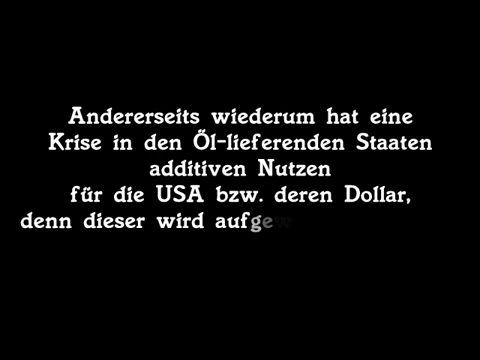 Andererseits wiederum hat eine
Krise in den Öl-lieferenden Staaten
additiven Nutzen
für die USA bzw. deren Dollar,
denn dieser wird aufgew